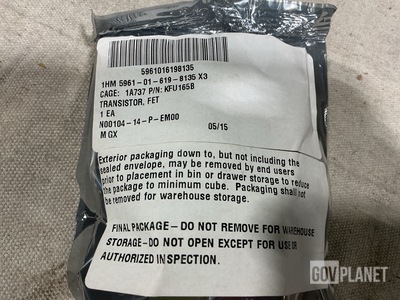 5961016198135
1HM 5961-01-619-8135 X3
CAGE: 1A737 P/N: KFU165B
TRANSISTOR, FET
1 EA
N00104-14-P-EM00
M GX 05/15
Exterior packaging down to, but not including the
sealed envelope, may be removed by end users
prior to placement in bin or drawer storage to reduce
the package to minimum cube. Packaging shall not
be removed for warehouse storage.
FINAL PACKAGE- DO NOT REMOVE FOR WAREHOUSE
STORAGE-DO NOT OPEN EXCEPT FOR USE OR
AUTHORIZED INSPECTION.
GOVPLANET